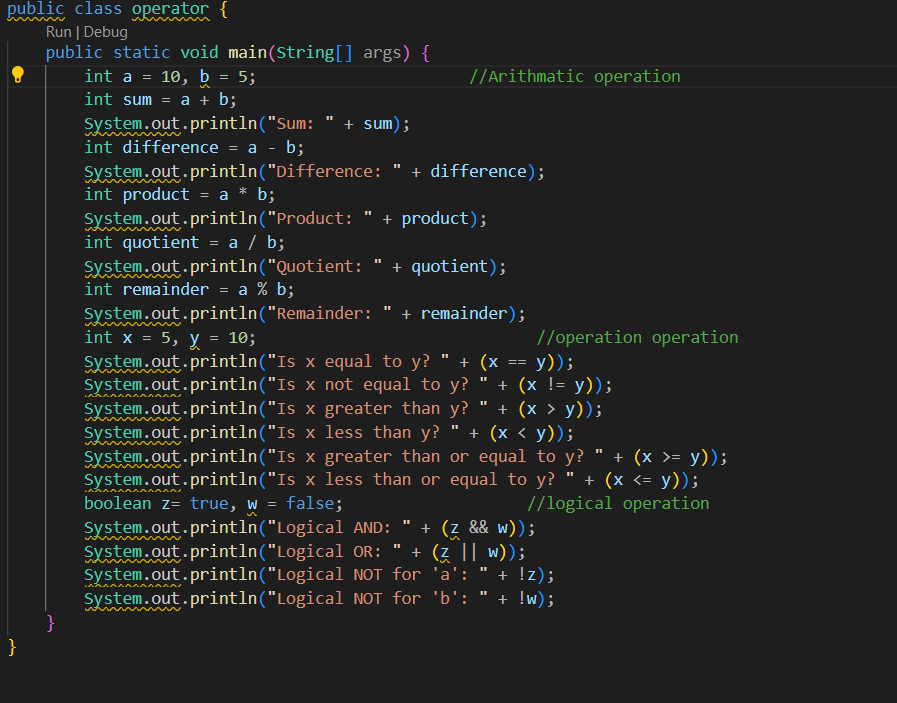 public class operator {
Run | Debug
public static void main(String[] args) {
int a = 10, b = 5; //Arithmatic operation
int sum = a + b;
System.out.println("Sum: " + sum);
int difference = a - b;
System.out.println("Difference: " + difference);
int product = a * b;
System.out.println("Product: " + product);
int quotient = a / b;
System.out.println("Quotient: " + quotient);
int remainder = a % b;
System.out.println("Remainder: " + remainder);
int x = 5, y = 10; //operation operation
System.out.println("Is x equal to y? " + (x == y));
System.out.println("Is x not equal to y? " + (x != y));
System.out.println("Is x greater than y? " + (x > y));
System.out.println("Is x less than y? " + (x < y));
System.out.println("Is x greater than or equal to y? " + (x >= y));
System.out.println("Is x less than or equal to y? " + (x <= y));
boolean z= true, w = false; //logical operation
System.out.println("Logical AND: " + (z && w));
System.out.println("Logical OR: " + (z || w));
System.out.println("Logical NOT for 'a': " + !z);
System.out.println("Logical NOT for 'b': " + !w);
}
}